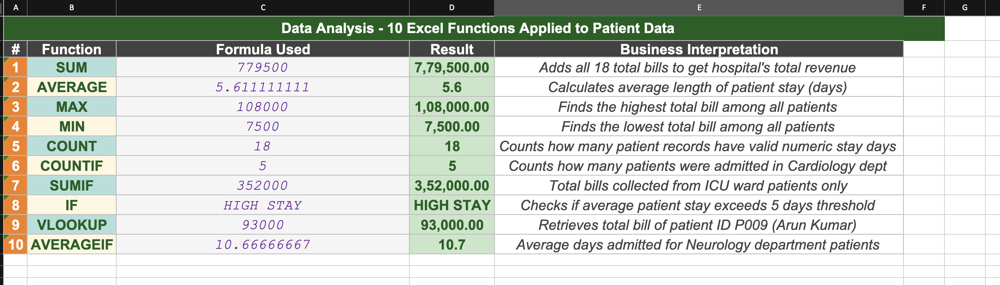 A B C D E F G
Data Analysis - 10 Excel Functions Applied to Patient Data
# Function Formula Used Result Business Interpretation
1 SUM 779500 7,79,500.00 Adds all 18 total bills to get hospital's total revenue
2 AVERAGE 5.611111111 5.6 Calculates average length of patient stay (days)
3 MAX 108000 1,08,000.00 Finds the highest total bill among all patients
4 MIN 7500 7,500.00 Finds the lowest total bill among all patients
5 COUNT 18 18 Counts how many patient records have valid numeric stay days
6 COUNTIF 5 5 Counts how many patients were admitted in Cardiology dept
7 SUMIF 352000 3,52,000.00 Total bills collected from ICU ward patients only
8 IF HIGH STAY HIGH STAY Checks if average patient stay exceeds 5 days threshold
9 VLOOKUP 93000 93,000.00 Retrieves total bill of patient ID P009 (Arun Kumar)
10 AVERAGEIF 10.66666667 10.7 Average days admitted for Neurology department patients